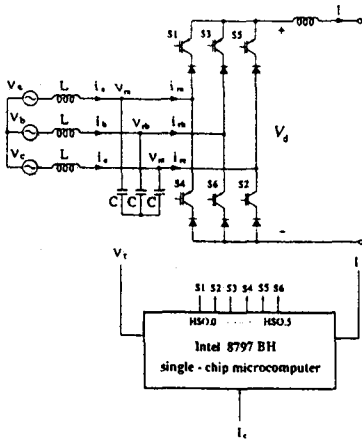 S1
S3
S5
I
+
V a
L
i a
V ra
i ra
V b
L
i b
V rb
i rb
V d
V c
L
i c
i rc
C
C
C
S4
S6
S2
-
V T
I
S1 S2 S3 S4 S5 S6
HSO.0 ...... HSO.5
Intel 8797 BH
single - chip microcomputer